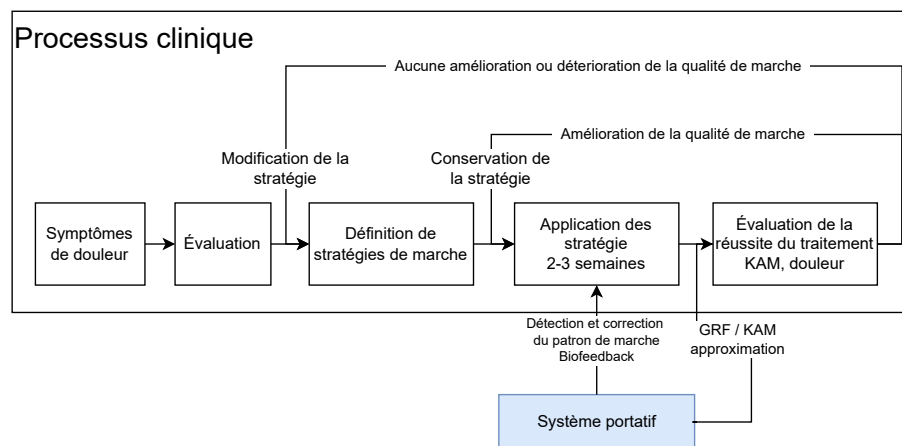 Processus clinique
Aucune amélioration ou déterioration de la qualité de marche
Amélioration de la qualité de marche
Modification de la
stratégie
Conservation de
la stratégie
Symptômes
de douleur
Évaluation
Définition de
stratégies de marche
Application des
stratégie
2-3 semaines
Évaluation de la
réussite du traitement
KAM, douleur
Détection et correction
du patron de marche
Biofeedback
GRF / KAM
approximation
Système portatif